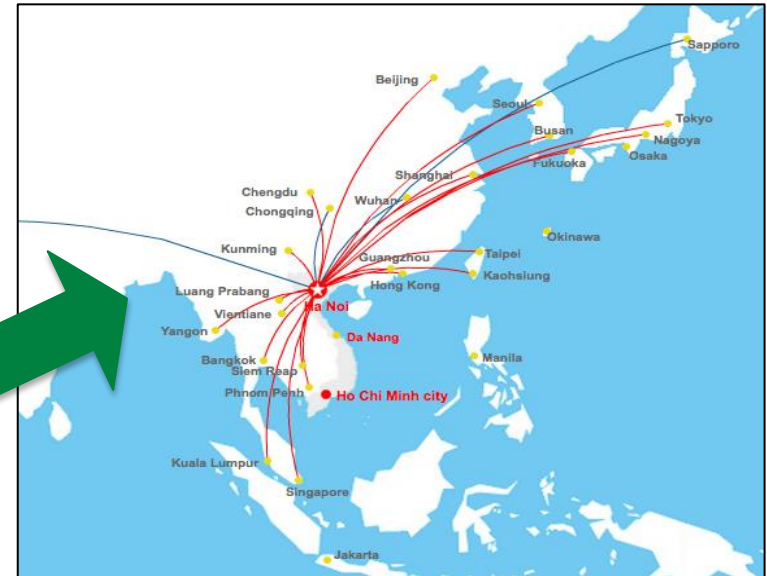 Sapporo
Beijing
Seoul
Tokyo
Busan
Nagoya
Fukuoka
Osaka
Shanghai
Chengdu
Wuhan
Chongqing
Okinawa
Kunming
Guangzhou
Taipei
Hong Kong
Kaohsiung
Luang Prabang
Ha Noi
Vientiane
Yangon
Da Nang
Bangkok
Manila
Siem Reap
Phnom Penh
Ho Chi Minh city
Kuala Lumpur
Singapore
Jakarta